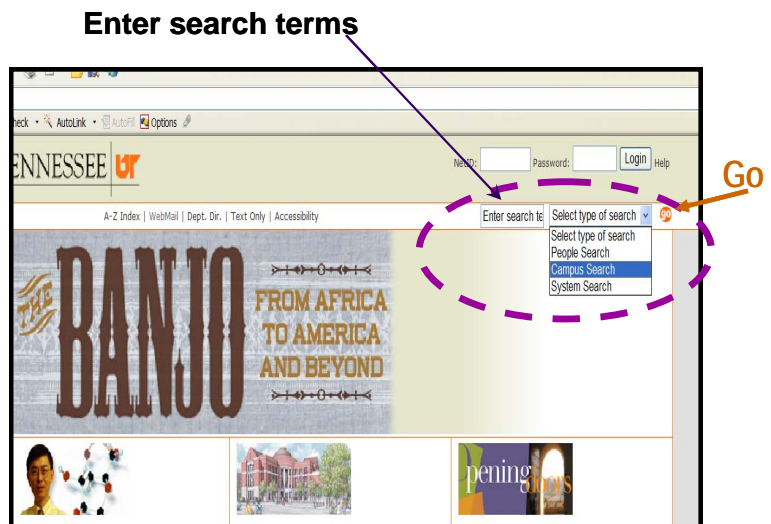 Enter search terms
heck AutoLink AutoFill Options
ENNESSEE UT
NetID: Password: Login Help
Go
A-Z Index | WebMail | Dept. Dir. | Text Only | Accessibility
Enter search te Select type of search go
Select type of search
People Search
Campus Search
System Search
THE
BANJO
FROM AFRICA
TO AMERICA
AND BEYOND
pening doors